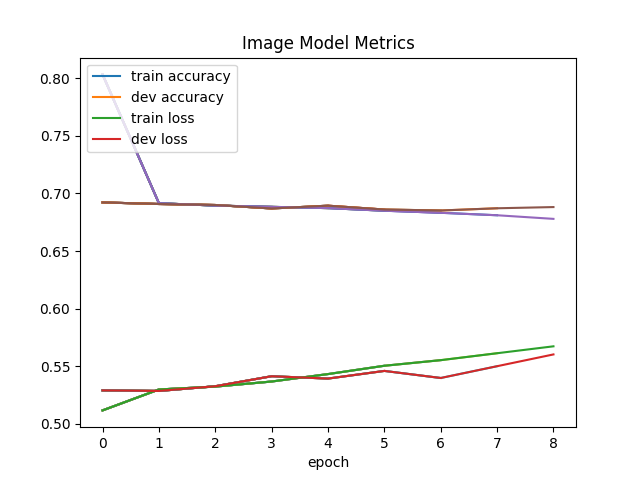 Image Model Metrics
train accuracy
dev accuracy
train loss
dev loss
0.80
0.75
0.70
0.65
0.60
0.55
0.50
0 1 2 3 4 5 6 7 8
epoch